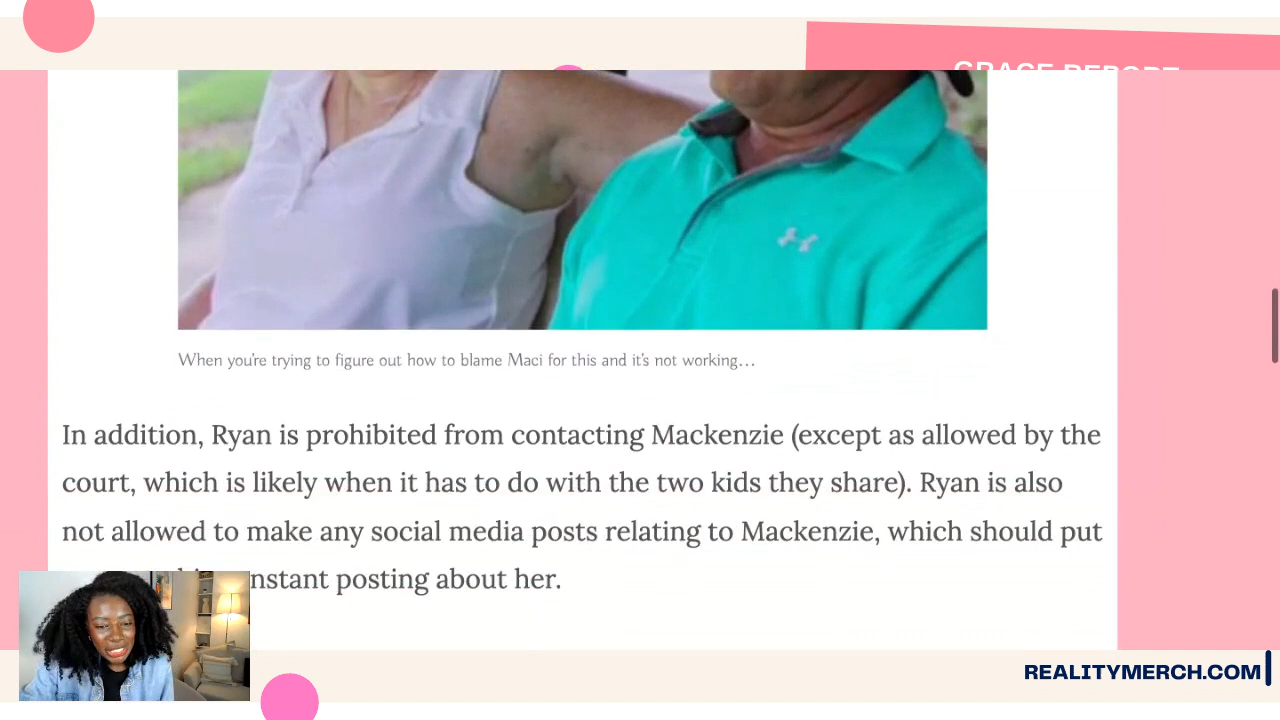 GRACE REPORT
When you're trying to figure out how to blame Maci for this and it's not working…
In addition, Ryan is prohibited from contacting Mackenzie (except as allowed by the
court, which is likely when it has to do with the two kids they share). Ryan is also
not allowed to make any social media posts relating to Mackenzie, which should put
posting about her.
REALITYMERCH.COM